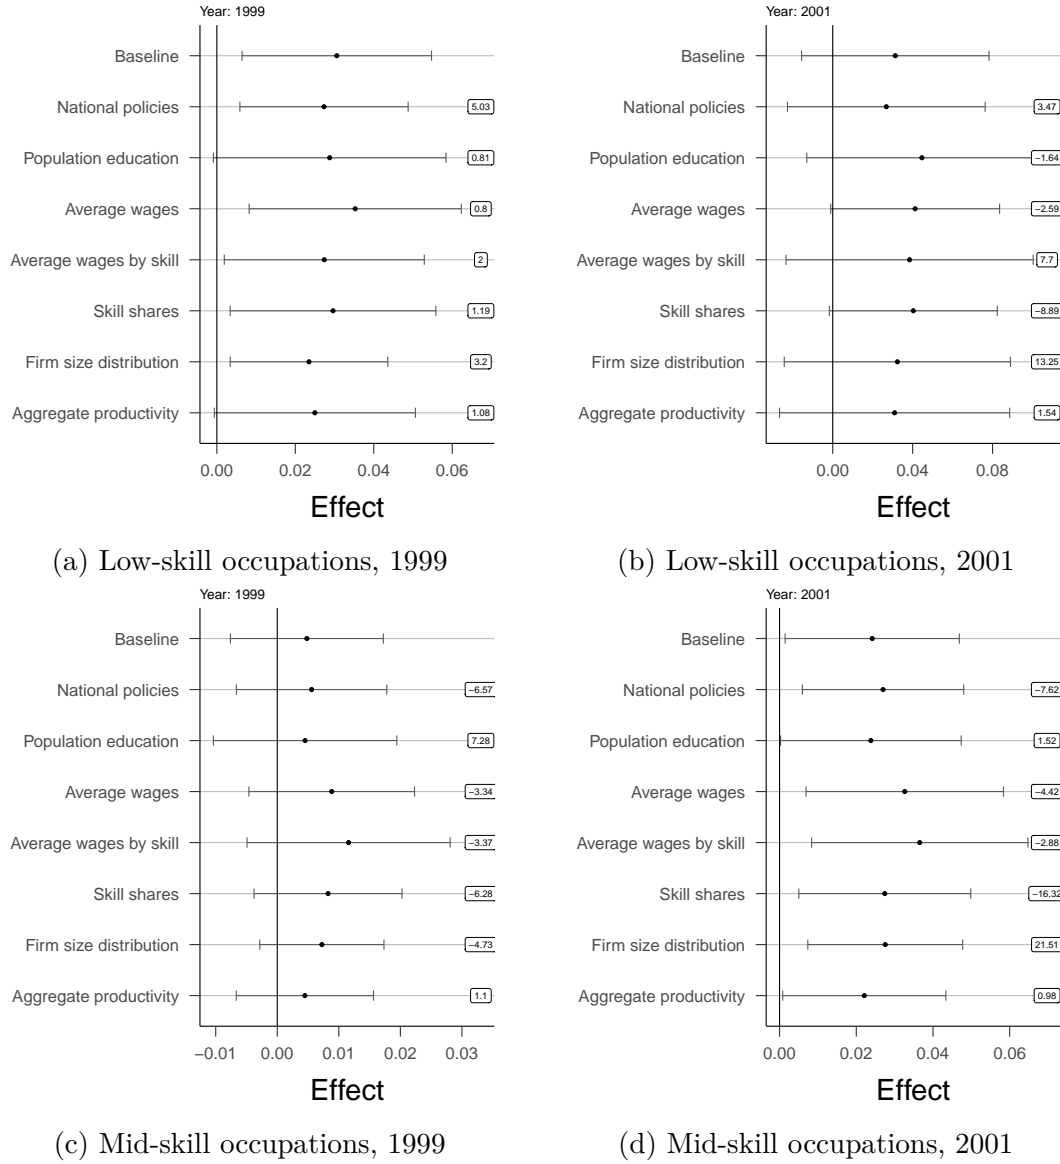 Year: 1999
Baseline
National policies 5.03
Population education 0.81
Average wages 0.8
Average wages by skill 2
Skill shares 1.19
Firm size distribution 3.2
Aggregate productivity 1.08
0.00 0.02 0.04 0.06
Effect
(a) Low-skill occupations, 1999
Year: 2001
Baseline
National policies 3.47
Population education −1.64
Average wages −2.59
Average wages by skill 7.7
Skill shares −8.89
Firm size distribution 13.25
Aggregate productivity 1.54
0.00 0.04 0.08
Effect
(b) Low-skill occupations, 2001
Year: 1999
Baseline
National policies −6.57
Population education 7.28
Average wages −3.34
Average wages by skill −3.37
Skill shares −6.28
Firm size distribution −4.73
Aggregate productivity 1.1
−0.01 0.00 0.01 0.02 0.03
Effect
(c) Mid-skill occupations, 1999
Year: 2001
Baseline
National policies −7.62
Population education 1.52
Average wages −4.42
Average wages by skill −2.88
Skill shares −16.32
Firm size distribution 21.51
Aggregate productivity 0.98
0.00 0.02 0.04 0.06
Effect
(d) Mid-skill occupations, 2001